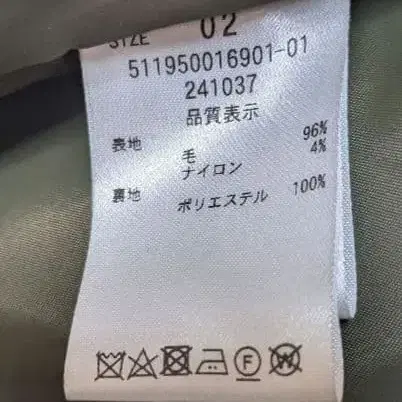 SIZE 02
511950016901-01
241037
品質表示
表地 毛 96%
ナイロン 4%
裏地 ポリエステル 100%
F W